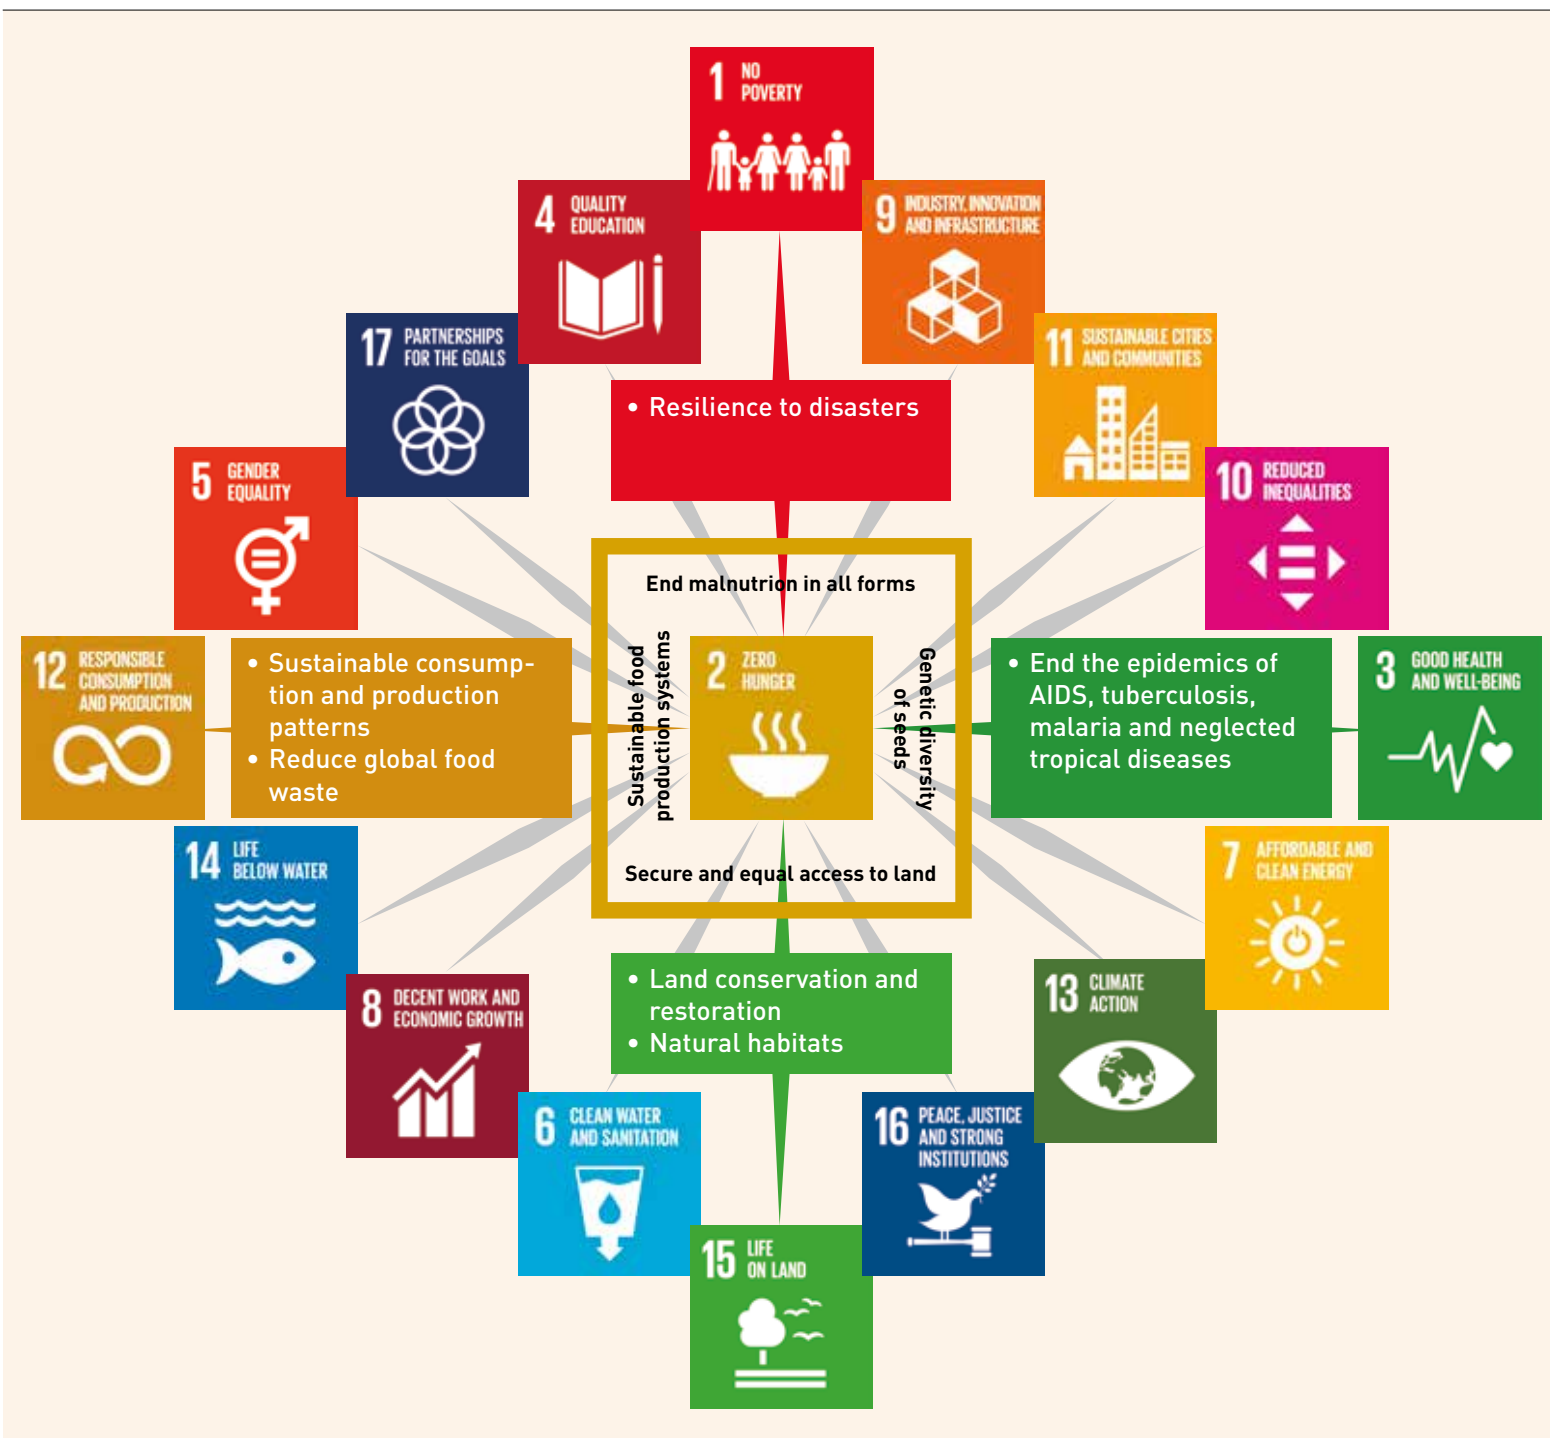 1 NO
POVERTY
4 QUALITY
EDUCATION
9 INDUSTRY, INNOVATION
AND INFRASTRUCTURE
17 PARTNERSHIPS
FOR THE GOALS
11 SUSTAINABLE CITIES
AND COMMUNITIES
• Resilience to disasters
5 GENDER
EQUALITY
10 REDUCED
INEQUALITIES
End malnutrion in all forms
12 RESPONSIBLE
CONSUMPTION
AND PRODUCTION
• Sustainable consump-
tion and production
patterns
• Reduce global food
waste
Sustainable food
production systems
2 ZERO
HUNGER
Genetic diversity
of seeds
• End the epidemics of
AIDS, tuberculosis,
malaria and neglected
tropical diseases
3 GOOD HEALTH
AND WELL-BEING
Secure and equal access to land
14 LIFE
BELOW WATER
7 AFFORDABLE AND
CLEAN ENERGY
• Land conservation and
restoration
• Natural habitats
8 DECENT WORK AND
ECONOMIC GROWTH
13 CLIMATE
ACTION
6 CLEAN WATER
AND SANITATION
16 PEACE, JUSTICE
AND STRONG
INSTITUTIONS
15 LIFE
ON LAND